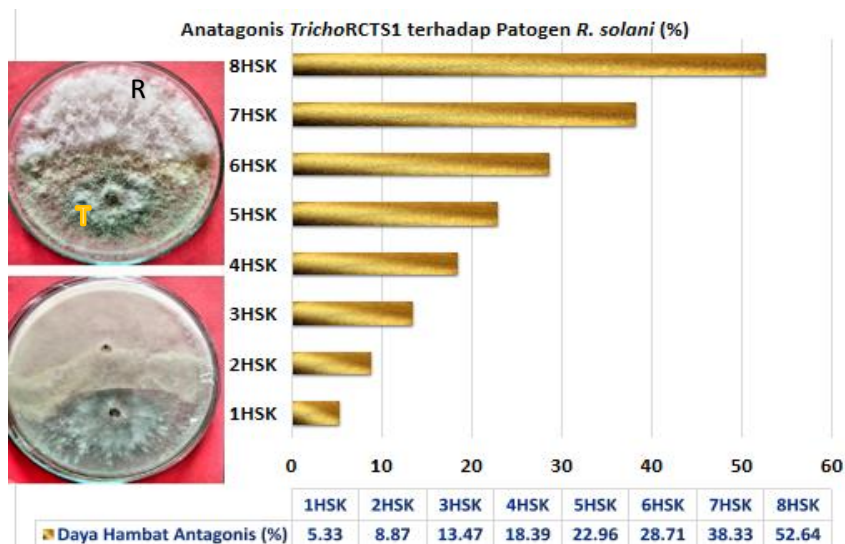 Anatagonis TrichoRCTS1 terhadap Patogen R. solani (%)
R
T
8HSK
7HSK
6HSK
5HSK
4HSK
3HSK
2HSK
1HSK
0 10 20 30 40 50 60
1HSK 2HSK 3HSK 4HSK 5HSK 6HSK 7HSK 8HSK
Daya Hambat Antagonis (%) 5.33 8.87 13.47 18.39 22.96 28.71 38.33 52.64